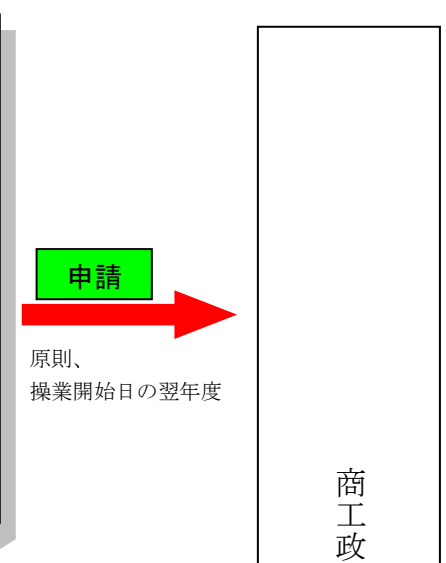 申請
原則、
操業開始日の翌年度
商工政